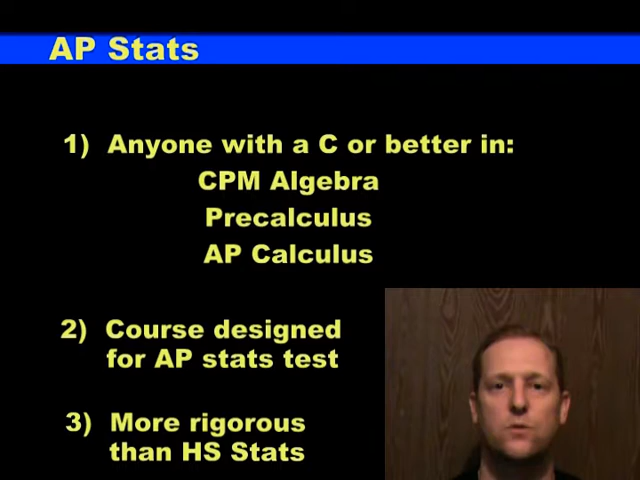 AP Stats
1) Anyone with a C or better in:
CPM Algebra
Precalculus
AP Calculus
2) Course designed
for AP stats test
3) More rigorous
than HS Stats